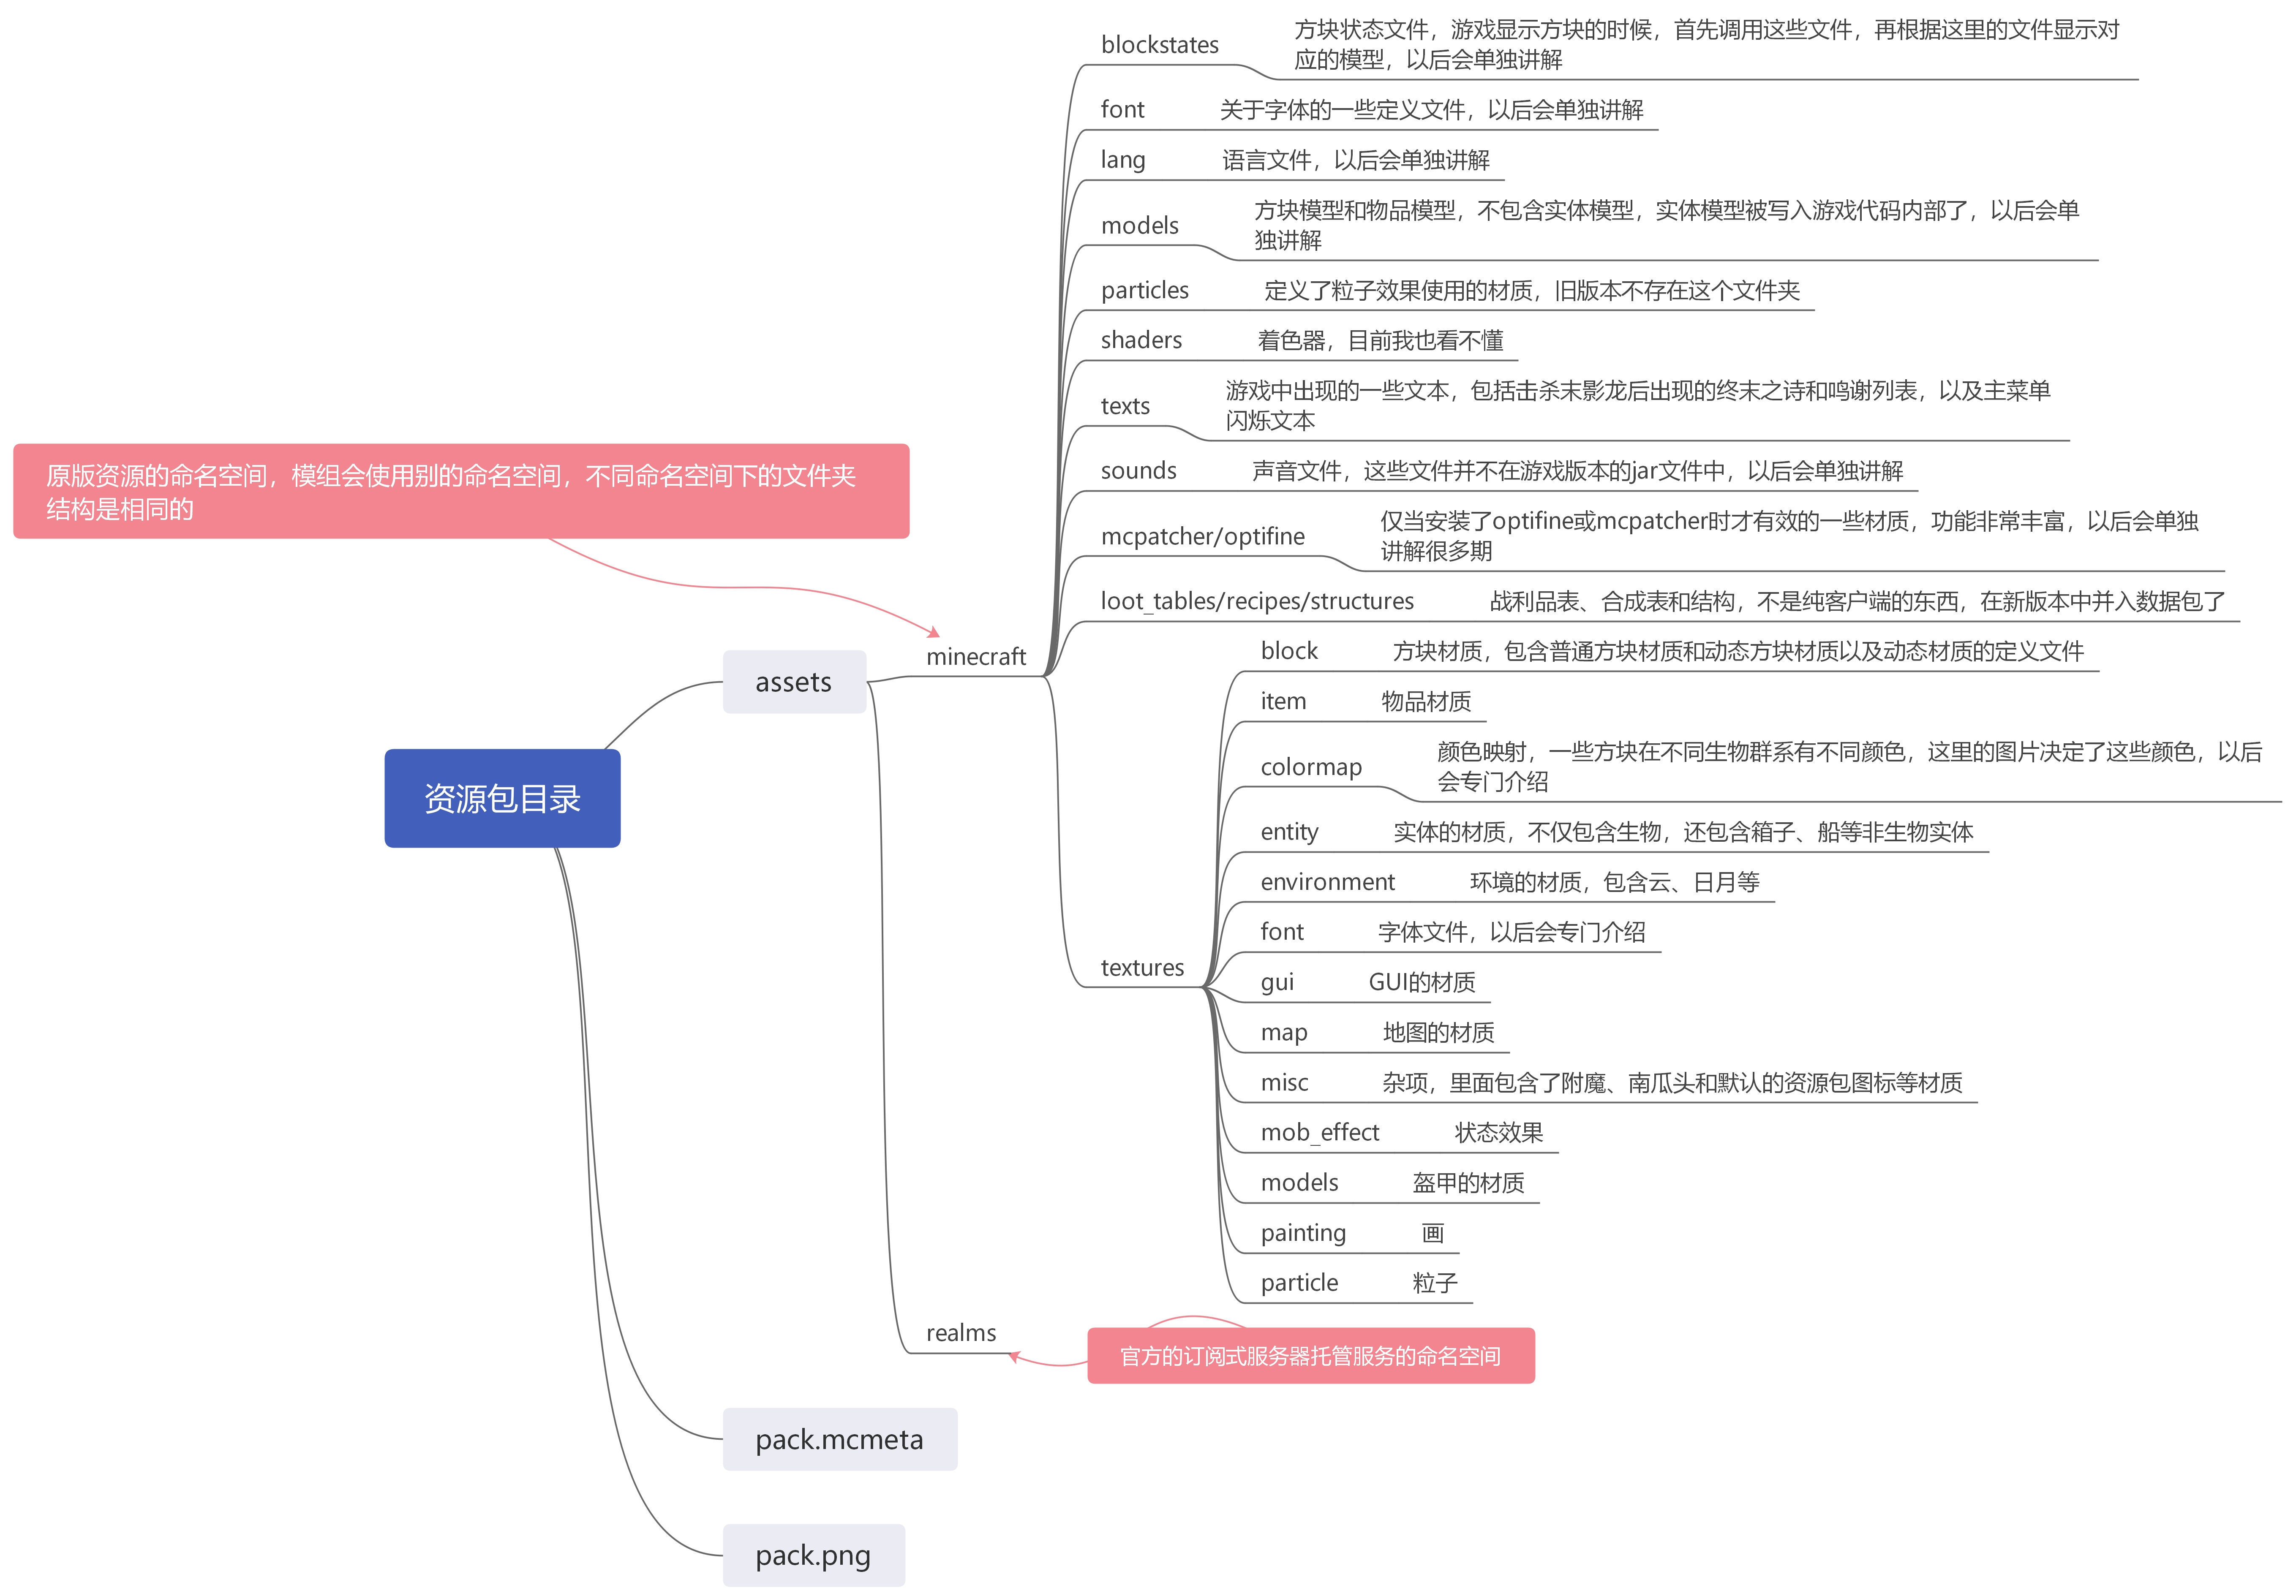 blockstates
方块状态文件，游戏显示方块的时候，首先调用这些文件，再根据这里的文件显示对
应的模型，以后会单独讲解
font
关于字体的一些定义文件，以后会单独讲解
lang
语言文件，以后会单独讲解
models
方块模型和物品模型，不包含实体模型，实体模型被写入游戏代码内部了，以后会单
独讲解
particles
定义了粒子效果使用的材质，旧版本不存在这个文件夹
shaders
着色器，目前我也看不懂
texts
游戏中出现的一些文本，包括击杀末影龙后出现的终末之诗和鸣谢列表，以及主菜单
闪烁文本
sounds
声音文件，这些文件并不在游戏版本的jar文件中，以后会单独讲解
mcpatcher/optifine
仅当安装了optifine或mcpatcher时才有效的一些材质，功能非常丰富，以后会单独
讲解很多期
loot_tables/recipes/structures
战利品表、合成表和结构，不是纯客户端的东西，在新版本中并入数据包了
原版资源的命名空间，模组会使用别的命名空间，不同命名空间下的文件夹
结构是相同的
minecraft
assets
资源包目录
textures
block
方块材质，包含普通方块材质和动态方块材质以及动态材质的定义文件
item
物品材质
colormap
颜色映射，一些方块在不同生物群系有不同颜色，这里的图片决定了这些颜色，以后
会专门介绍
entity
实体的材质，不仅包含生物，还包含箱子、船等非生物实体
environment
环境的材质，包含云、日月等
font
字体文件，以后会专门介绍
gui
GUI的材质
map
地图的材质
misc
杂项，里面包含了附魔、南瓜头和默认的资源包图标等材质
mob_effect
状态效果
models
盔甲的材质
painting
画
particle
粒子
realms
官方的订阅式服务器托管服务的命名空间
pack.mcmeta
pack.png